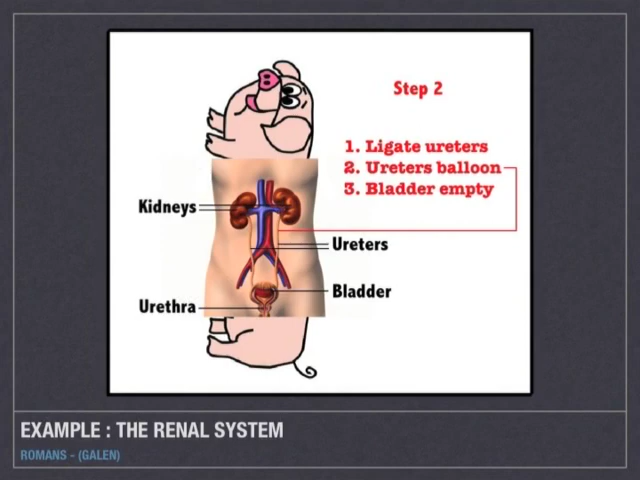 Step 2
1. Ligate ureters
2. Ureters balloon
3. Bladder empty
Kidneys
Ureters
Bladder
Urethra
EXAMPLE : THE RENAL SYSTEM
ROMANS - (GALEN)